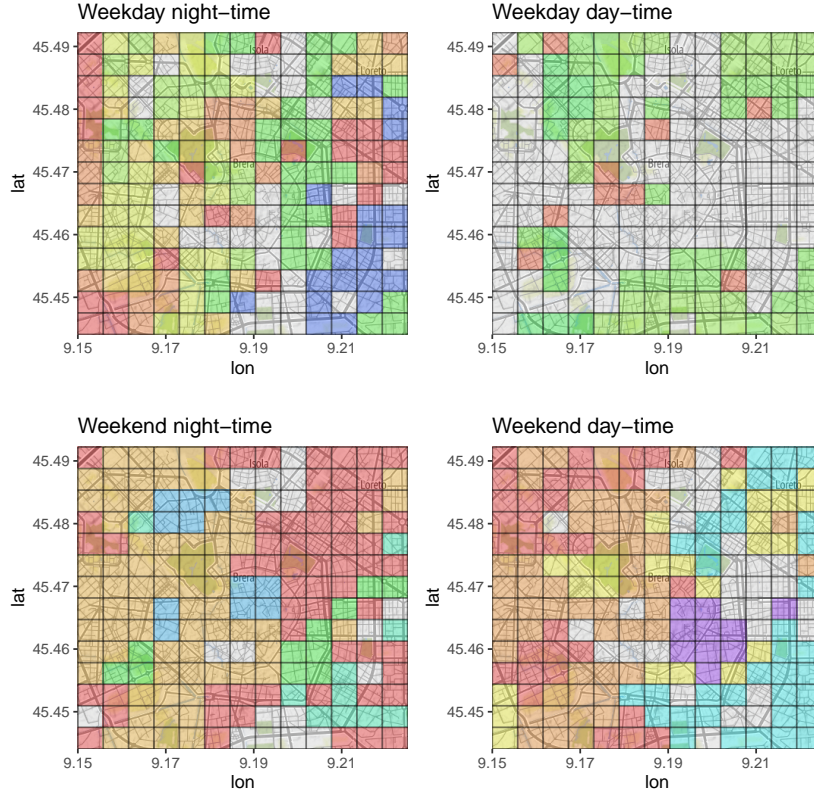 Weekday night−time
Weekday day−time
45.49
45.48
45.47
45.46
45.45
lat
Isola
Loreto
Brera
9.15
9.17
9.19
9.21
lon
45.49
45.48
45.47
45.46
45.45
lat
Isola
Loreto
Brera
9.15
9.17
9.19
9.21
lon
Weekend night−time
Weekend day−time
45.49
45.48
45.47
45.46
45.45
lat
Isola
Loreto
Brera
9.15
9.17
9.19
9.21
lon
45.49
45.48
45.47
45.46
45.45
lat
Isola
Loreto
Brera
9.15
9.17
9.19
9.21
lon